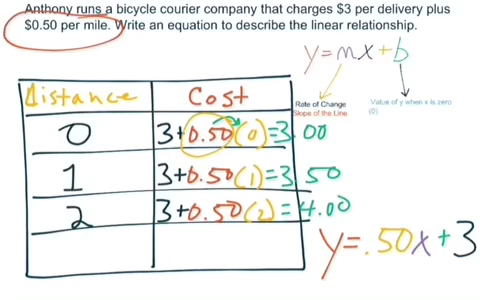 Anthony runs a bicycle courier company that charges $3 per delivery plus
$0.50 per mile. Write an equation to describe the linear relationship.
y=mx+b
Distance Cost
Rate of Change
Slope of the Line
Value of y when x is zero
(0)
0 3+0.50(0)=3.00
1 3+0.50(1)=3.50
2 3+0.50(2)=4.00
y=.50x+3